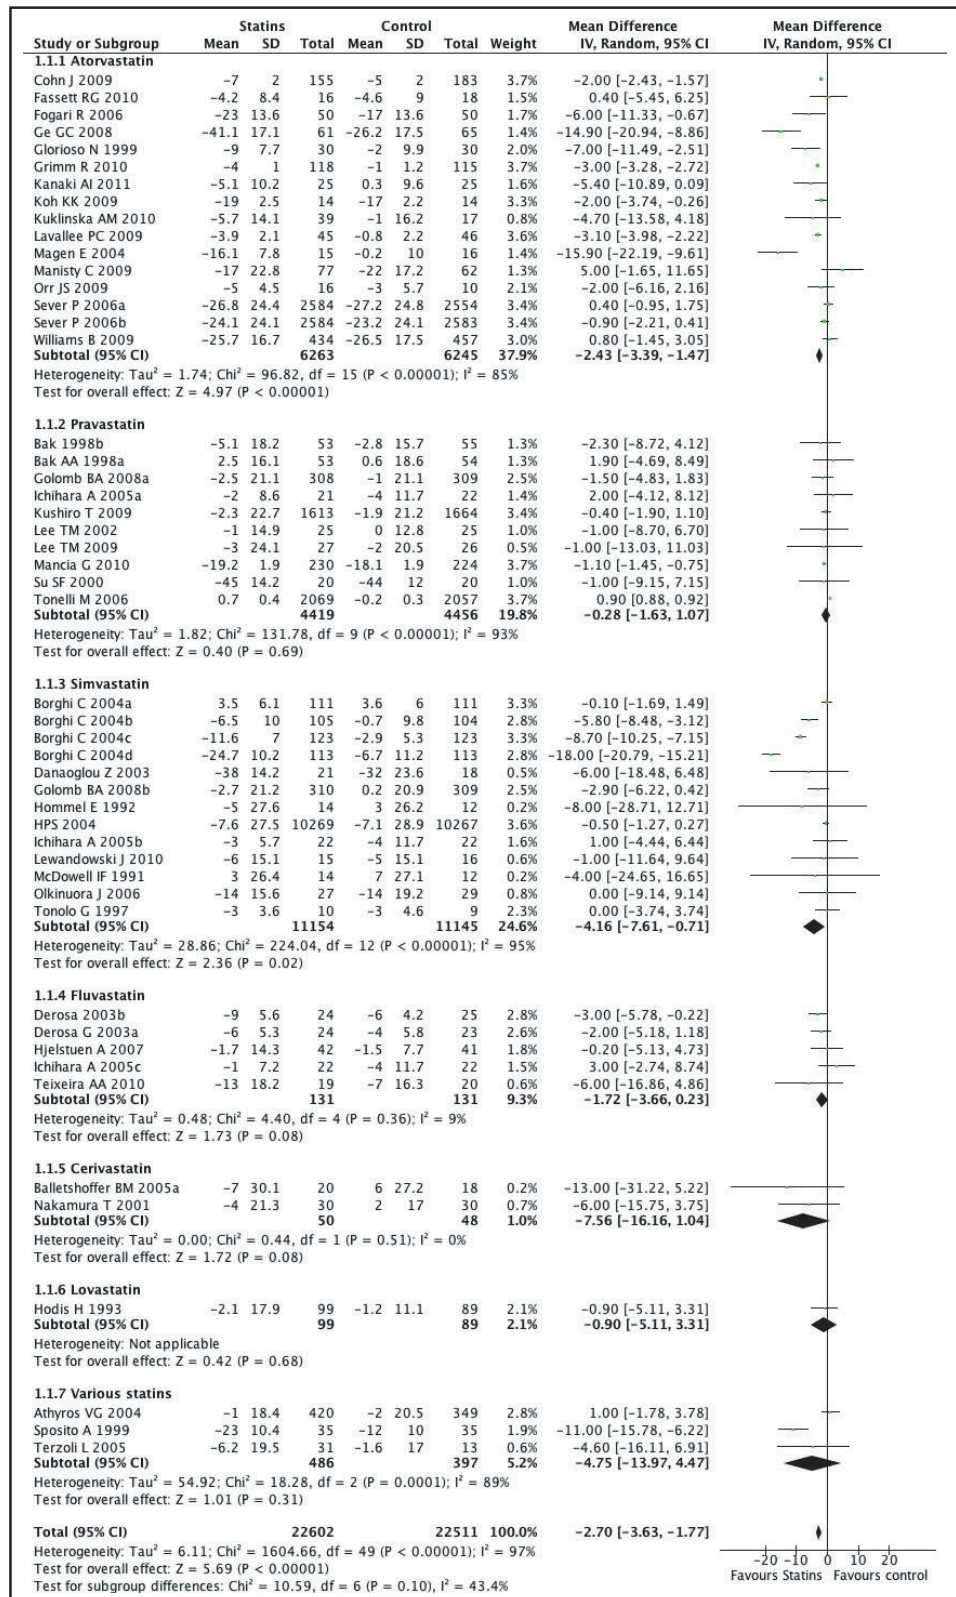 Statins Control Mean Difference Mean Difference
Study or Subgroup Mean SD Total Mean SD Total Weight IV, Random, 95% CI IV, Random, 95% CI
1.1.1 Atorvastatin
Cohn J 2009 −7 2 155 −5 2 183 3.7% −2.00 [−2.43, −1.57]
Fassett RG 2010 −4.2 8.4 16 −4.6 9 18 1.5% 0.40 [−5.45, 6.25]
Fogari R 2006 −23 13.6 50 −17 13.6 50 1.7% −6.00 [−11.33, −0.67]
Ge GC 2008 −41.1 17.1 61 −26.2 17.5 65 1.4% −14.90 [−20.94, −8.86]
Glorioso N 1999 −9 7.7 30 −2 9.9 30 2.0% −7.00 [−11.49, −2.51]
Grimm R 2010 −4 1 118 −1 1.2 115 3.7% −3.00 [−3.28, −2.72]
Kanaki AI 2011 −5.1 10.2 25 0.3 9.6 25 1.6% −5.40 [−10.89, 0.09]
Koh KK 2009 −19 2.5 14 −17 2.2 14 3.2% −2.00 [−3.74, −0.26]
Kuklinska AM 2010 −5.7 14.1 39 −1 16.2 17 0.8% −4.70 [−13.58, 4.18]
Lavallee PC 2009 −3.9 2.1 45 −0.8 2.2 46 3.6% −3.10 [−3.98, −2.22]
Magen E 2004 −16.1 7.8 15 −0.2 10 16 1.4% −15.90 [−22.19, −9.61]
Manisty C 2009 −17 22.8 77 −22 17.2 62 1.3% 5.00 [−1.65, 11.65]
Orr JS 2009 −5 4.5 16 −3 5.7 10 2.1% −2.00 [−6.16, 2.16]
Sever P 2006a −26.8 24.4 2584 −27.2 24.8 2554 3.4% 0.40 [−0.95, 1.75]
Sever P 2006b −24.1 24.1 2584 −23.2 24.1 2583 3.4% −0.90 [−2.21, 0.41]
Williams B 2009 −25.7 16.7 434 −26.5 17.5 457 3.0% 0.80 [−1.45, 3.05]
Subtotal (95% CI) 6263 6245 37.9% −2.43 [−3.39, −1.47]
Heterogeneity: Tau² = 1.74; Chi² = 96.82, df = 15 (P < 0.00001); I² = 85%
Test for overall effect: Z = 4.97 (P < 0.00001)
1.1.2 Pravastatin
Bak 1998b −5.1 18.2 53 −2.8 15.7 55 1.3% −2.30 [−8.72, 4.12]
Bak AA 1998a 2.5 16.1 53 0.6 18.6 54 1.3% 1.90 [−4.69, 8.49]
Golomb BA 2008a −2.5 21.1 308 −1 21.1 309 2.5% −1.50 [−4.83, 1.83]
Ichihara A 2005a −2 8.6 21 −4 11.7 22 1.4% 2.00 [−4.12, 8.12]
Kushiro T 2009 −2.3 22.7 1613 −1.9 21.2 1664 3.4% −0.40 [−1.90, 1.10]
Lee TM 2002 −1 14.9 25 0 12.8 25 1.0% −1.00 [−8.70, 6.70]
Lee TM 2009 −3 24.1 27 −2 20.5 26 0.5% −1.00 [−13.03, 11.03]
Mancia G 2010 −19.2 1.9 230 −18.1 1.9 224 3.7% −1.10 [−1.45, −0.75]
Su SF 2000 −45 14.2 20 −44 12 20 1.0% −1.00 [−9.15, 7.15]
Tonelli M 2006 0.7 0.4 2069 −0.2 0.3 2057 3.7% 0.90 [0.88, 0.92]
Subtotal (95% CI) 4419 4456 19.8% −0.28 [−1.63, 1.07]
Heterogeneity: Tau² = 1.82; Chi² = 131.78, df = 9 (P < 0.00001); I² = 93%
Test for overall effect: Z = 0.40 (P = 0.69)
1.1.3 Simvastatin
Borghi C 2004a 3.5 6.1 111 3.6 6 111 3.3% −0.10 [−1.69, 1.49]
Borghi C 2004b −6.5 10 105 −0.7 9.8 104 2.8% −5.80 [−8.48, −3.12]
Borghi C 2004c −11.6 7 123 −2.9 5.3 123 3.3% −8.70 [−10.25, −7.15]
Borghi C 2004d −24.7 10.2 113 −6.7 11.2 113 2.8% −18.00 [−20.79, −15.21]
Danaoglou Z 2003 −38 14.2 21 −32 23.6 18 0.5% −6.00 [−18.48, 6.48]
Golomb BA 2008b −2.7 21.2 310 0.2 20.9 309 2.5% −2.90 [−6.22, 0.42]
Hommel E 1992 −5 27.6 14 3 26.2 12 0.2% −8.00 [−28.71, 12.71]
HPS 2004 −7.6 27.5 10269 −7.1 28.9 10267 3.6% −0.50 [−1.27, 0.27]
Ichihara A 2005b −3 5.7 22 −4 11.7 22 1.6% 1.00 [−4.44, 6.44]
Lewandowski J 2010 −6 15.1 15 −5 15.1 16 0.6% −1.00 [−11.64, 9.64]
McDowell IF 1991 3 26.4 14 7 27.1 12 0.2% −4.00 [−24.65, 16.65]
Olkinuora J 2006 −14 15.6 27 −14 19.2 29 0.8% 0.00 [−9.14, 9.14]
Tonolo G 1997 −3 3.6 10 −3 4.6 9 2.3% 0.00 [−3.74, 3.74]
Subtotal (95% CI) 11154 11145 24.6% −4.16 [−7.61, −0.71]
Heterogeneity: Tau² = 28.86; Chi² = 224.04, df = 12 (P < 0.00001); I² = 95%
Test for overall effect: Z = 2.36 (P = 0.02)
1.1.4 Fluvastatin
Derosa 2003b −9 5.6 24 −6 4.2 25 2.8% −3.00 [−5.78, −0.22]
Derosa G 2003a −6 5.3 24 −4 5.8 23 2.6% −2.00 [−5.18, 1.18]
Hjelstuen A 2007 −1.7 14.3 42 −1.5 7.7 41 1.8% −0.20 [−5.13, 4.73]
Ichihara A 2005c −1 7.2 22 −4 11.7 22 1.5% 3.00 [−2.74, 8.74]
Teixeira AA 2010 −13 18.2 19 −7 16.3 20 0.6% −6.00 [−16.86, 4.86]
Subtotal (95% CI) 131 131 9.3% −1.72 [−3.66, 0.23]
Heterogeneity: Tau² = 0.48; Chi² = 4.40, df = 4 (P = 0.36); I² = 9%
Test for overall effect: Z = 1.73 (P = 0.08)
1.1.5 Cerivastatin
Balletshoffer BM 2005a −7 30.1 20 6 27.2 18 0.2% −13.00 [−31.22, 5.22]
Nakamura T 2001 −4 21.3 30 2 17 30 0.7% −6.00 [−15.75, 3.75]
Subtotal (95% CI) 50 48 1.0% −7.56 [−16.16, 1.04]
Heterogeneity: Tau² = 0.00; Chi² = 0.44, df = 1 (P = 0.51); I² = 0%
Test for overall effect: Z = 1.72 (P = 0.08)
1.1.6 Lovastatin
Hodis H 1993 −2.1 17.9 99 −1.2 11.1 89 2.1% −0.90 [−5.11, 3.31]
Subtotal (95% CI) 99 89 2.1% −0.90 [−5.11, 3.31]
Heterogeneity: Not applicable
Test for overall effect: Z = 0.42 (P = 0.68)
1.1.7 Various statins
Athyros VG 2004 −1 18.4 420 −2 20.5 349 2.8% 1.00 [−1.78, 3.78]
Sposito A 1999 −23 10.4 35 −12 10 35 1.9% −11.00 [−15.78, −6.22]
Terzoli L 2005 −6.2 19.5 31 −1.6 17 13 0.6% −4.60 [−16.11, 6.91]
Subtotal (95% CI) 486 397 5.2% −4.75 [−13.97, 4.47]
Heterogeneity: Tau² = 54.92; Chi² = 18.28, df = 2 (P = 0.0001); I² = 89%
Test for overall effect: Z = 1.01 (P = 0.31)
Total (95% CI) 22602 22511 100.0% −2.70 [−3.63, −1.77]
Heterogeneity: Tau² = 6.11; Chi² = 1604.66, df = 49 (P < 0.00001); I² = 97%
Test for overall effect: Z = 5.69 (P < 0.00001)
Test for subgroup differences: Chi² = 10.59, df = 6 (P = 0.10), I² = 43.4%
−20 −10 0 10 20
Favours Statins Favours control